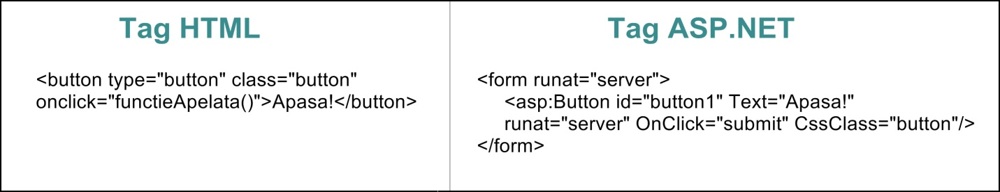 Tag HTML
<button type="button" class="button"
onclick="functieApelata()">Apasa!</button>
Tag ASP.NET
<form runat="server">
<asp:Button id="button1" Text="Apasa!"
runat="server" OnClick="submit" CssClass="button"/>
</form>